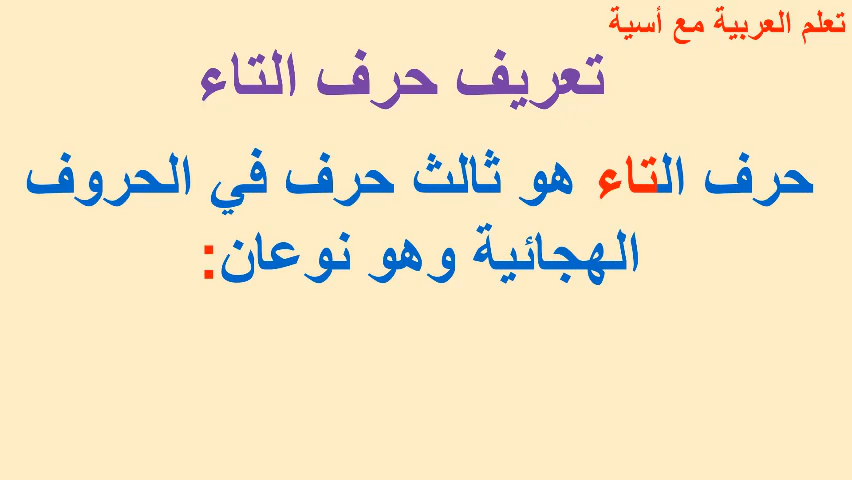 تعلم العربية مع أسية
تعريف حرف التاء
حرف التاء هو ثالث حرف في الحروف
الهجائية وهو نوعان: